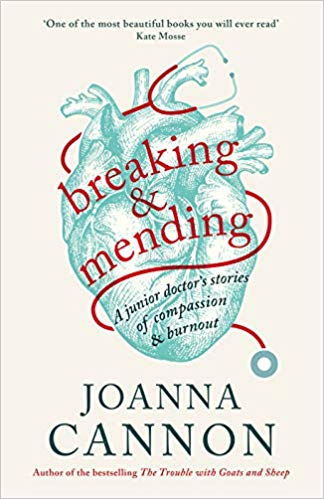 ‘One of the most beautiful books you will ever read’
Kate Mosse
breaking
&
mending
A junior doctor's stories
of compassion
& burnout
JOANNA
CANNON
Author of the bestselling The Trouble with Goats and Sheep